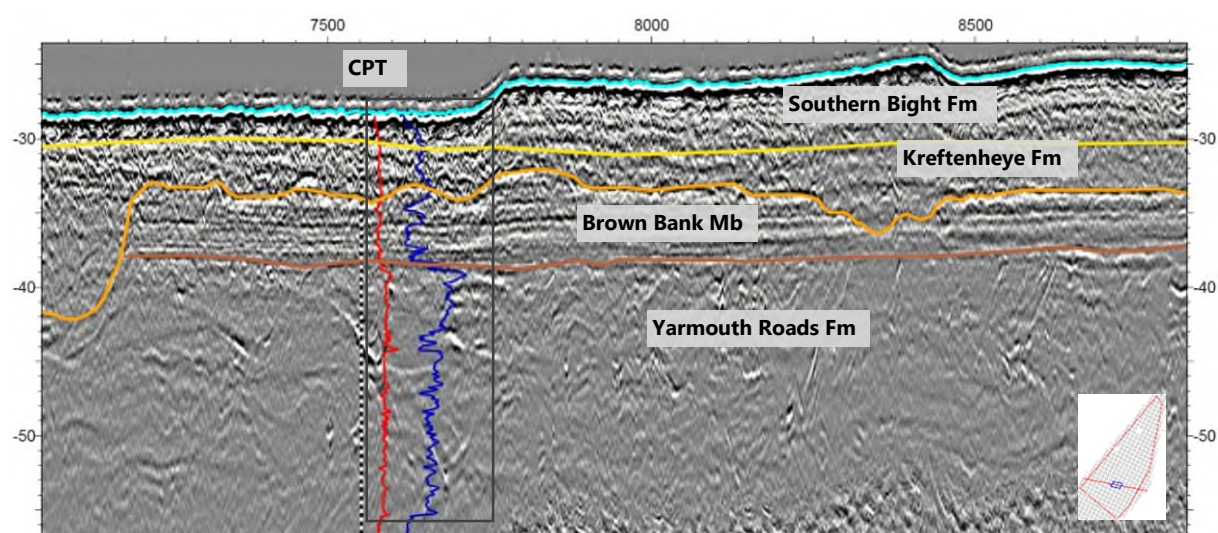 7500 8000 8500
CPT
Southern Bight Fm
-30 -30
Kreftenheye Fm
Brown Bank Mb
-40 -40
Yarmouth Roads Fm
-50 -50